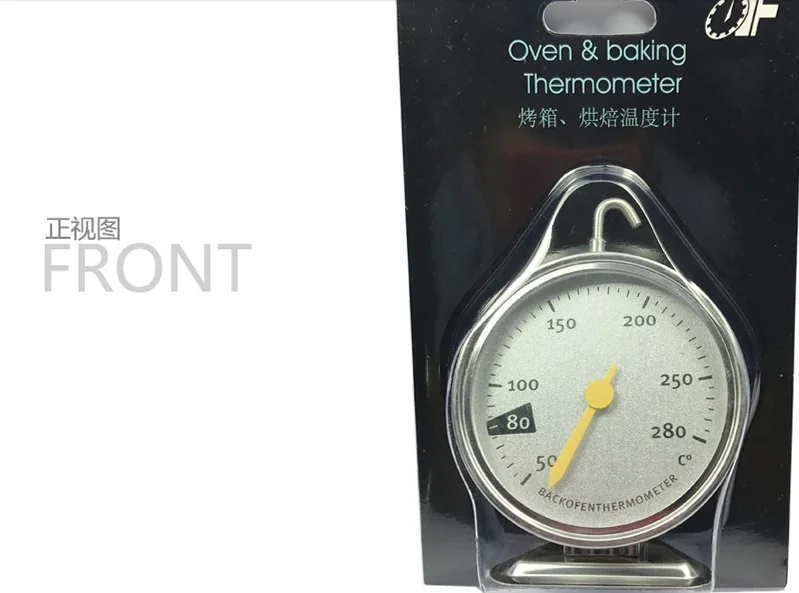 正视图
FRONT
Oven & baking
Thermometer
烤箱、烘焙温度计
150
200
100
250
80
280
50
C°
BACKOFENTHERMOMETER